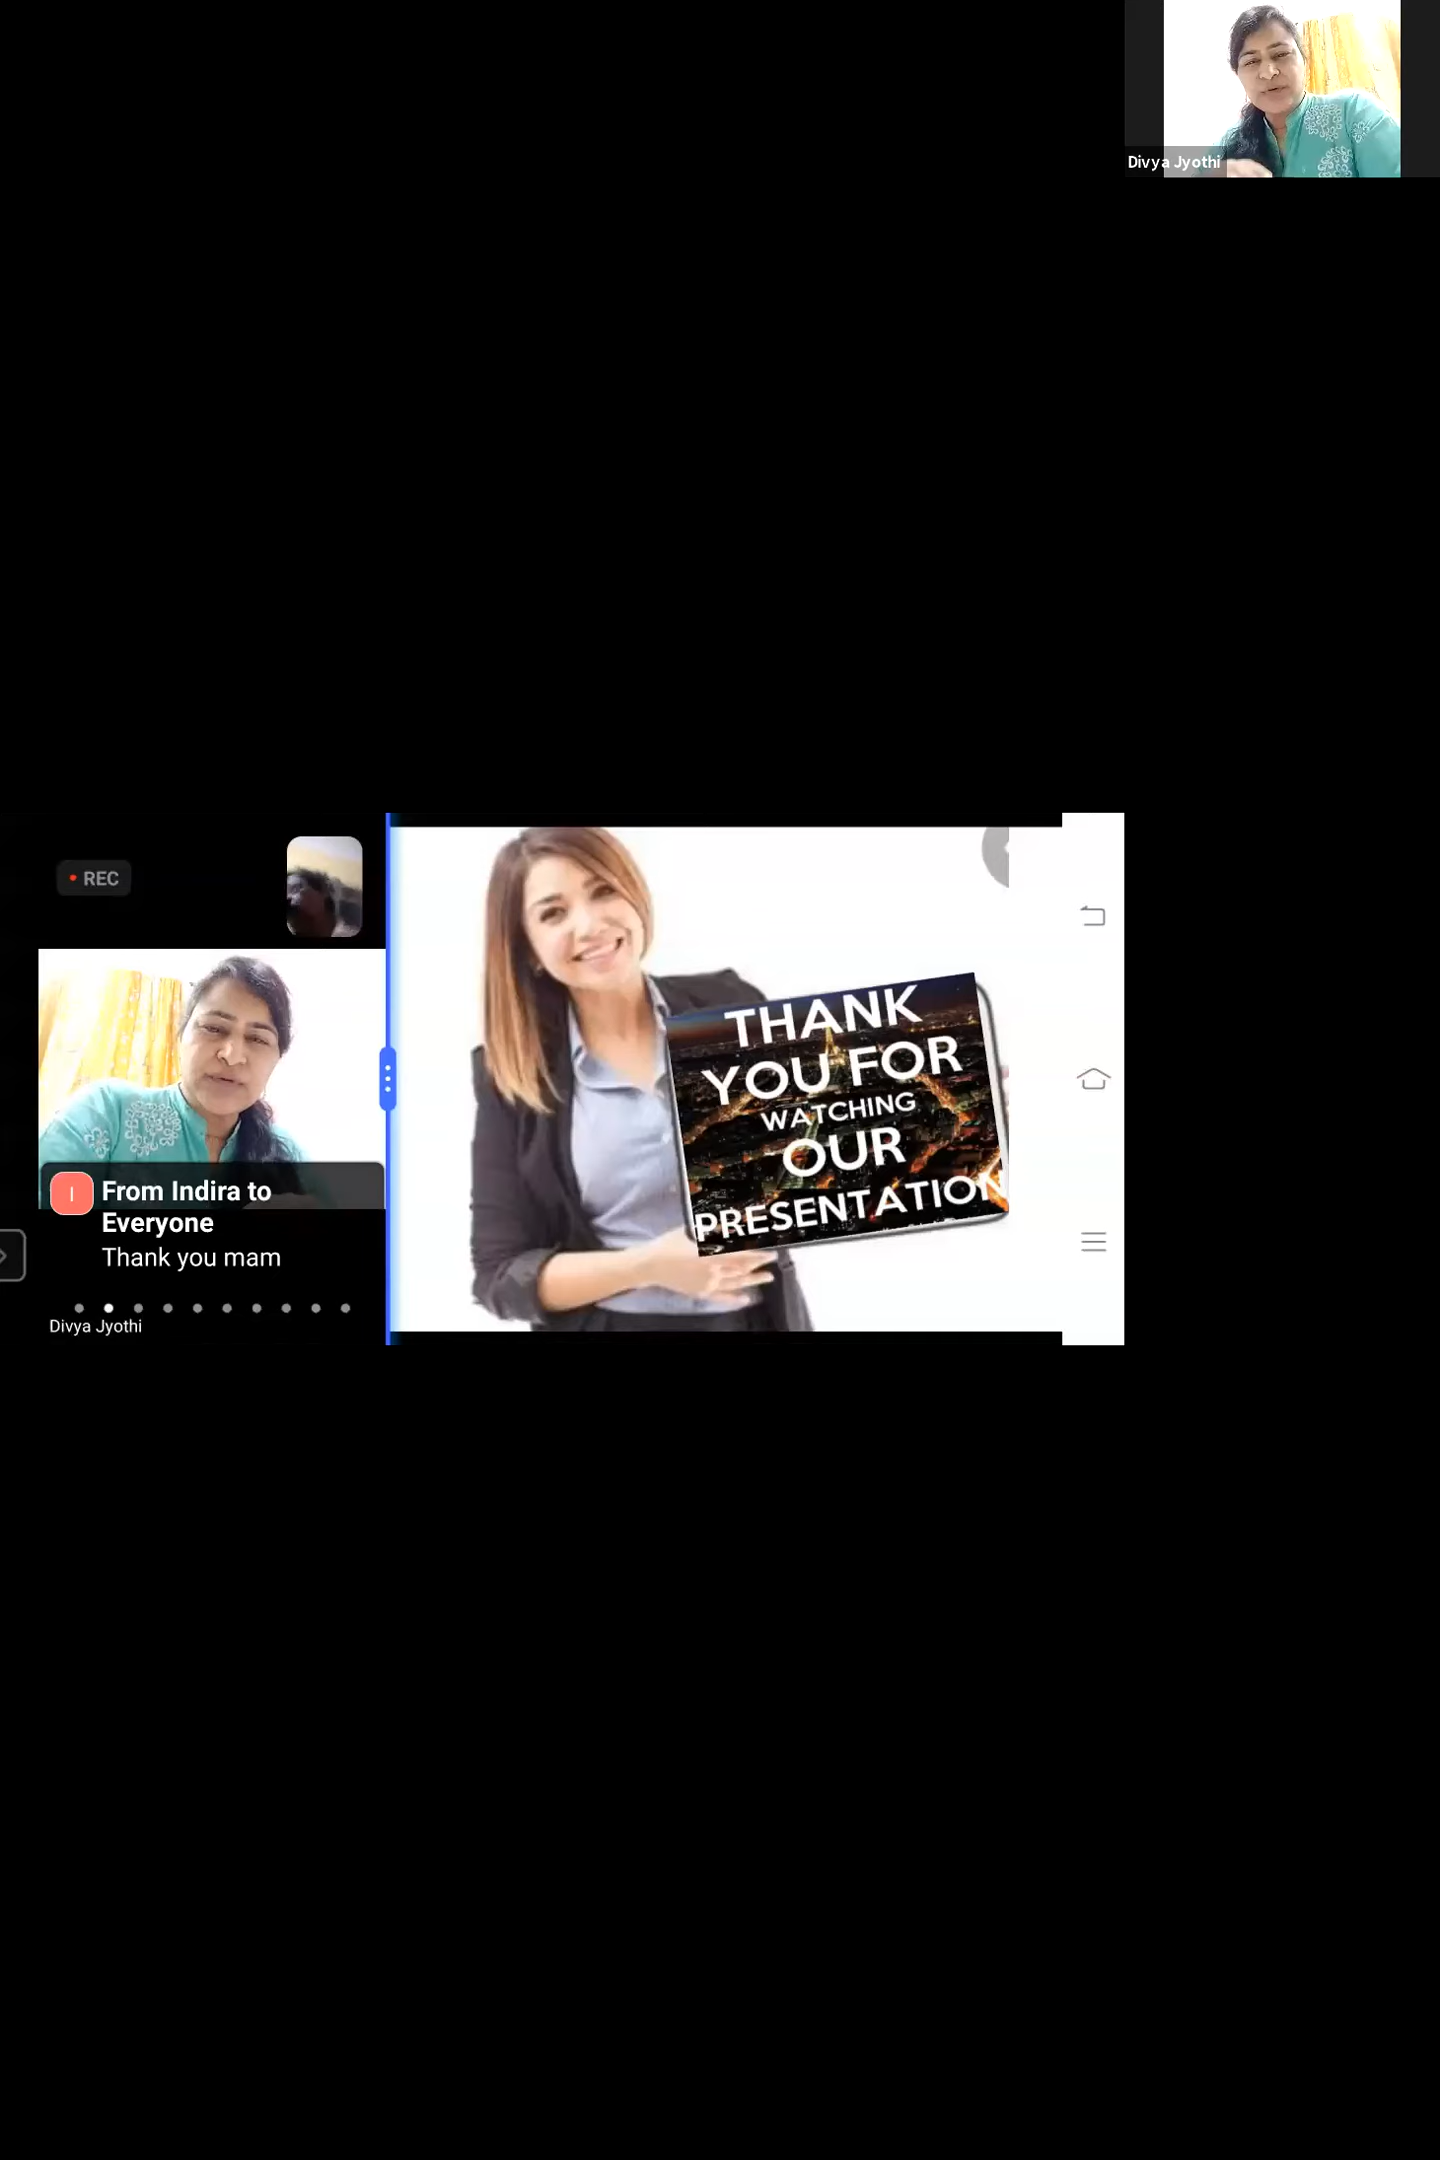 Divya Jyothi
REC
From Indira to
Everyone
Thank you mam
Divya Jyothi
THANK
YOU FOR
WATCHING
OUR
PRESENTATION